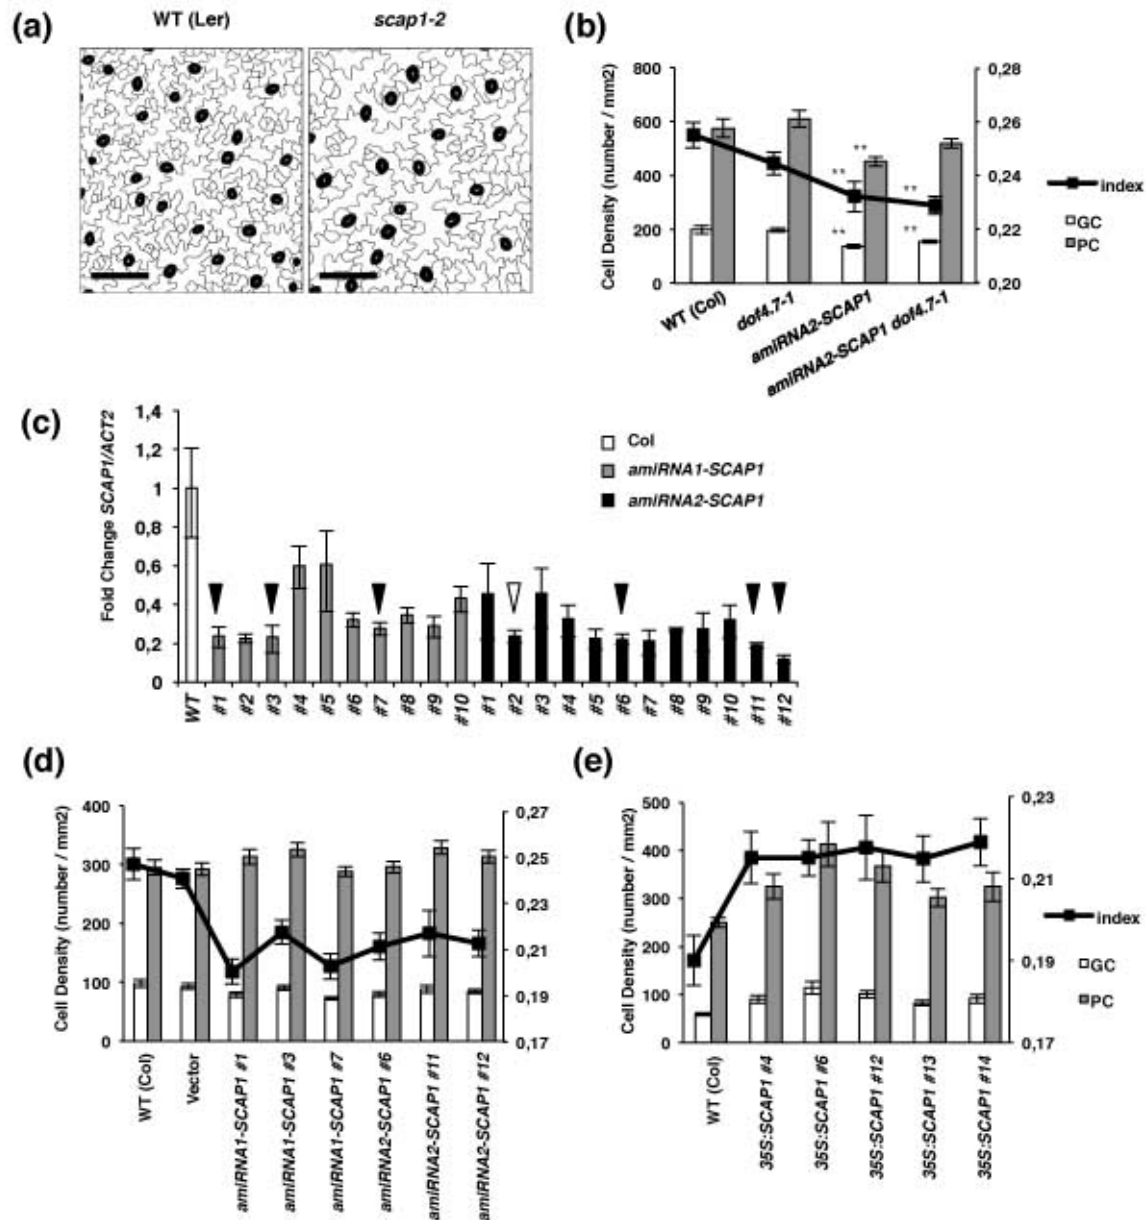 (a)
WT (Ler)
scap1-2
(b)
Cell Density (number / mm2)
800
600
400
200
0
**
**
**
**
**
0,28
0,26
0,24
0,22
0,20
index
GC
PC
WT (Col)
dof4.7-1
amiRNA2-SCAP1
amiRNA2-SCAP1 dof4.7-1
(c)
Fold Change SCAP1/ACT2
1,4
1,2
1
0,8
0,6
0,4
0,2
0
Col
amiRNA1-SCAP1
amiRNA2-SCAP1
WT
#1
#2
#3
#4
#5
#6
#7
#8
#9
#10
#1
#2
#3
#4
#5
#6
#7
#8
#9
#10
#11
#12
(d)
Cell Density (number / mm2)
400
300
200
100
0
0,27
0,25
0,23
0,21
0,19
0,17
WT (Col)
Vector
amiRNA1-SCAP1 #1
amiRNA1-SCAP1 #3
amiRNA1-SCAP1 #7
amiRNA2-SCAP1 #6
amiRNA2-SCAP1 #11
amiRNA2-SCAP1 #12
(e)
Cell Density (number / mm2)
500
400
300
200
100
0
0,23
0,21
0,19
0,17
index
GC
PC
WT (Col)
35S:SCAP1 #4
35S:SCAP1 #6
35S:SCAP1 #12
35S:SCAP1 #13
35S:SCAP1 #14